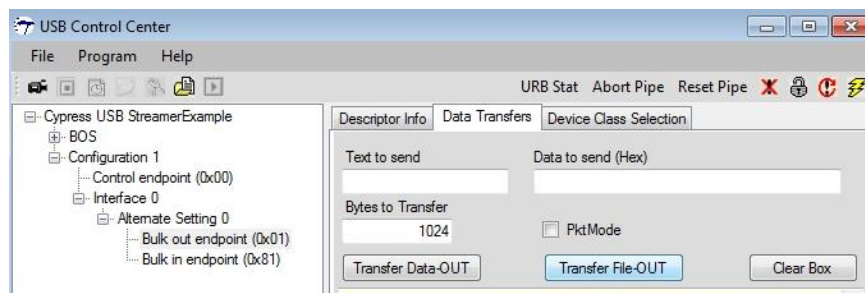 USB Control Center
File Program Help
URB Stat Abort Pipe Reset Pipe
Cypress USB StreamerExample
BOS
Configuration 1
Control endpoint (0x00)
Interface 0
Alternate Setting 0
Bulk out endpoint (0x01)
Bulk in endpoint (0x81)
Descriptor Info Data Transfers Device Class Selection
Text to send Data to send (Hex)
Bytes to Transfer
1024 PktMode
Transfer Data-OUT Transfer File-OUT Clear Box